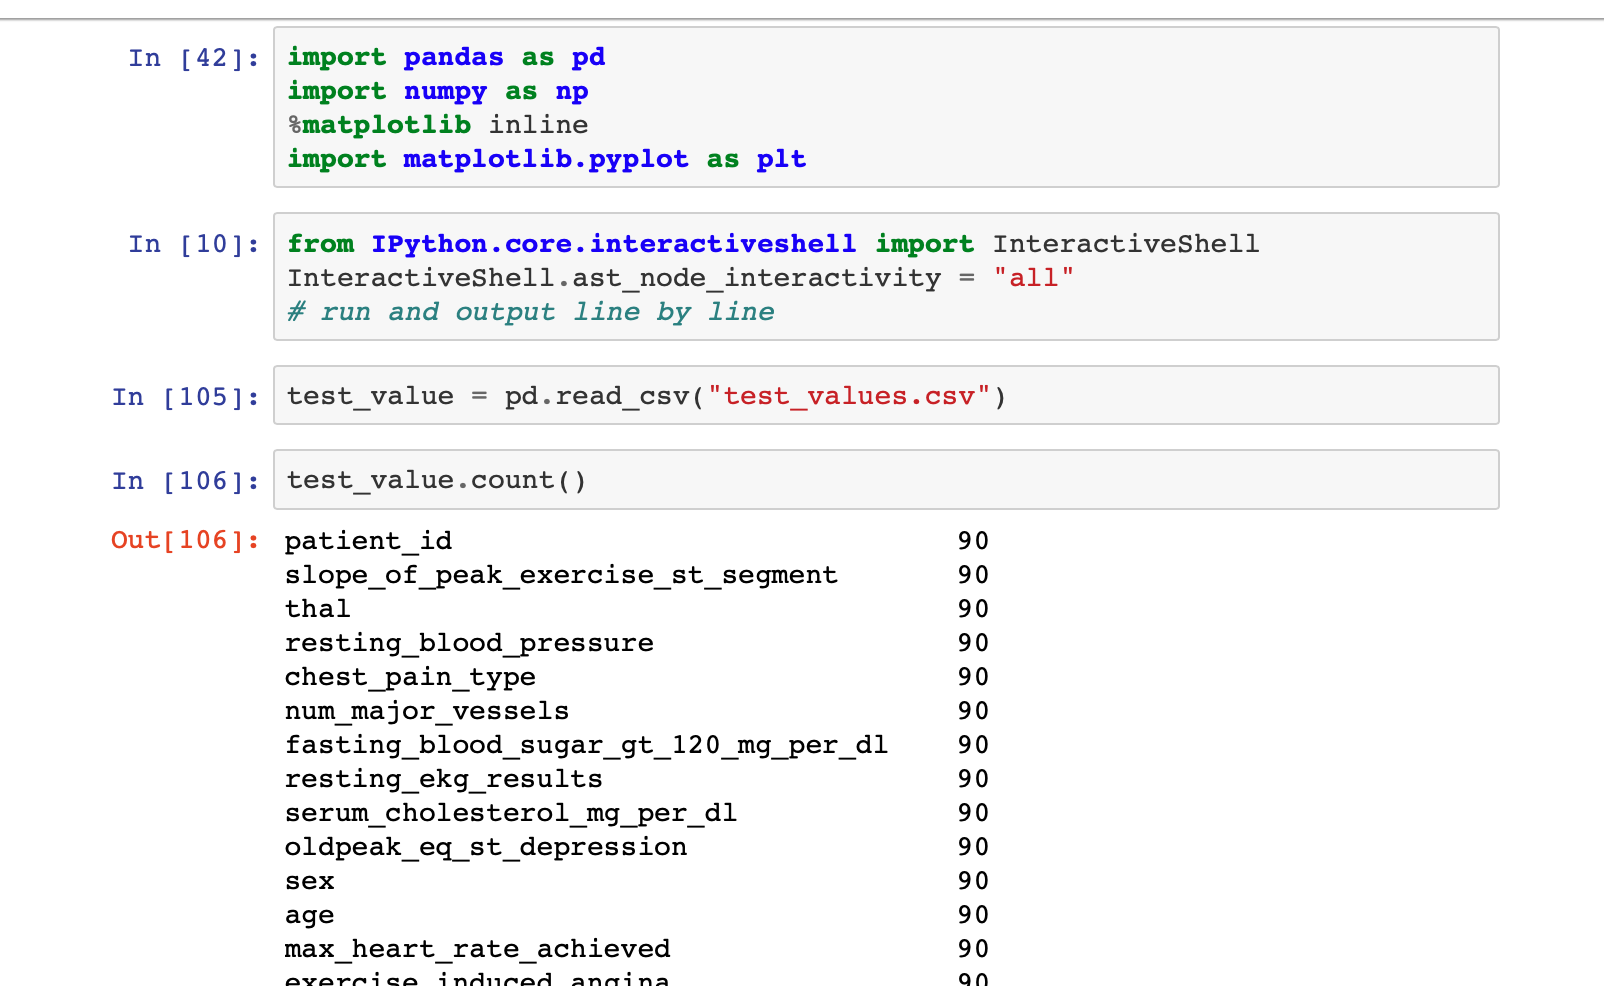 In [42]: import pandas as pd
import numpy as np
%matplotlib inline
import matplotlib.pyplot as plt
In [10]: from IPython.core.interactiveshell import InteractiveShell
InteractiveShell.ast_node_interactivity = "all"
# run and output line by line
In [105]: test_value = pd.read_csv("test_values.csv")
In [106]: test_value.count()
Out[106]: patient_id 90
slope_of_peak_exercise_st_segment 90
thal 90
resting_blood_pressure 90
chest_pain_type 90
num_major_vessels 90
fasting_blood_sugar_gt_120_mg_per_dl 90
resting_ekg_results 90
serum_cholesterol_mg_per_dl 90
oldpeak_eq_st_depression 90
sex 90
age 90
max_heart_rate_achieved 90
exercise_induced_angina 90